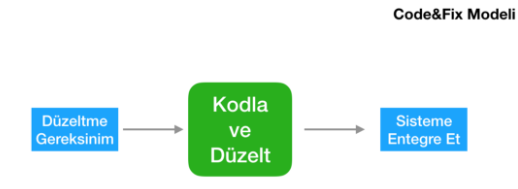 Code&Fix Modeli
Düzeltme
Gereksinim
Kodla
ve
Düzelt
Sisteme
Entegre Et